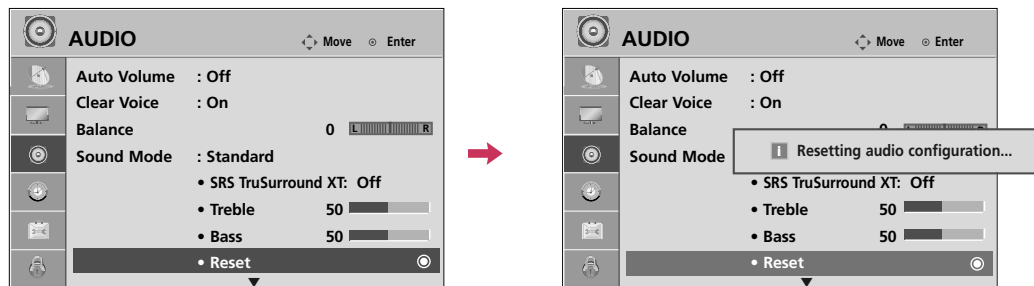 AUDIO Move Enter
Auto Volume : Off
Clear Voice : On
Balance 0 L R
Sound Mode : Standard
• SRS TruSurround XT: Off
• Treble 50
• Bass 50
• Reset
AUDIO Move Enter
Auto Volume : Off
Clear Voice : On
Balance
Sound Mode
i Resetting audio configuration...
• SRS TruSurround XT: Off
• Treble 50
• Bass 50
• Reset